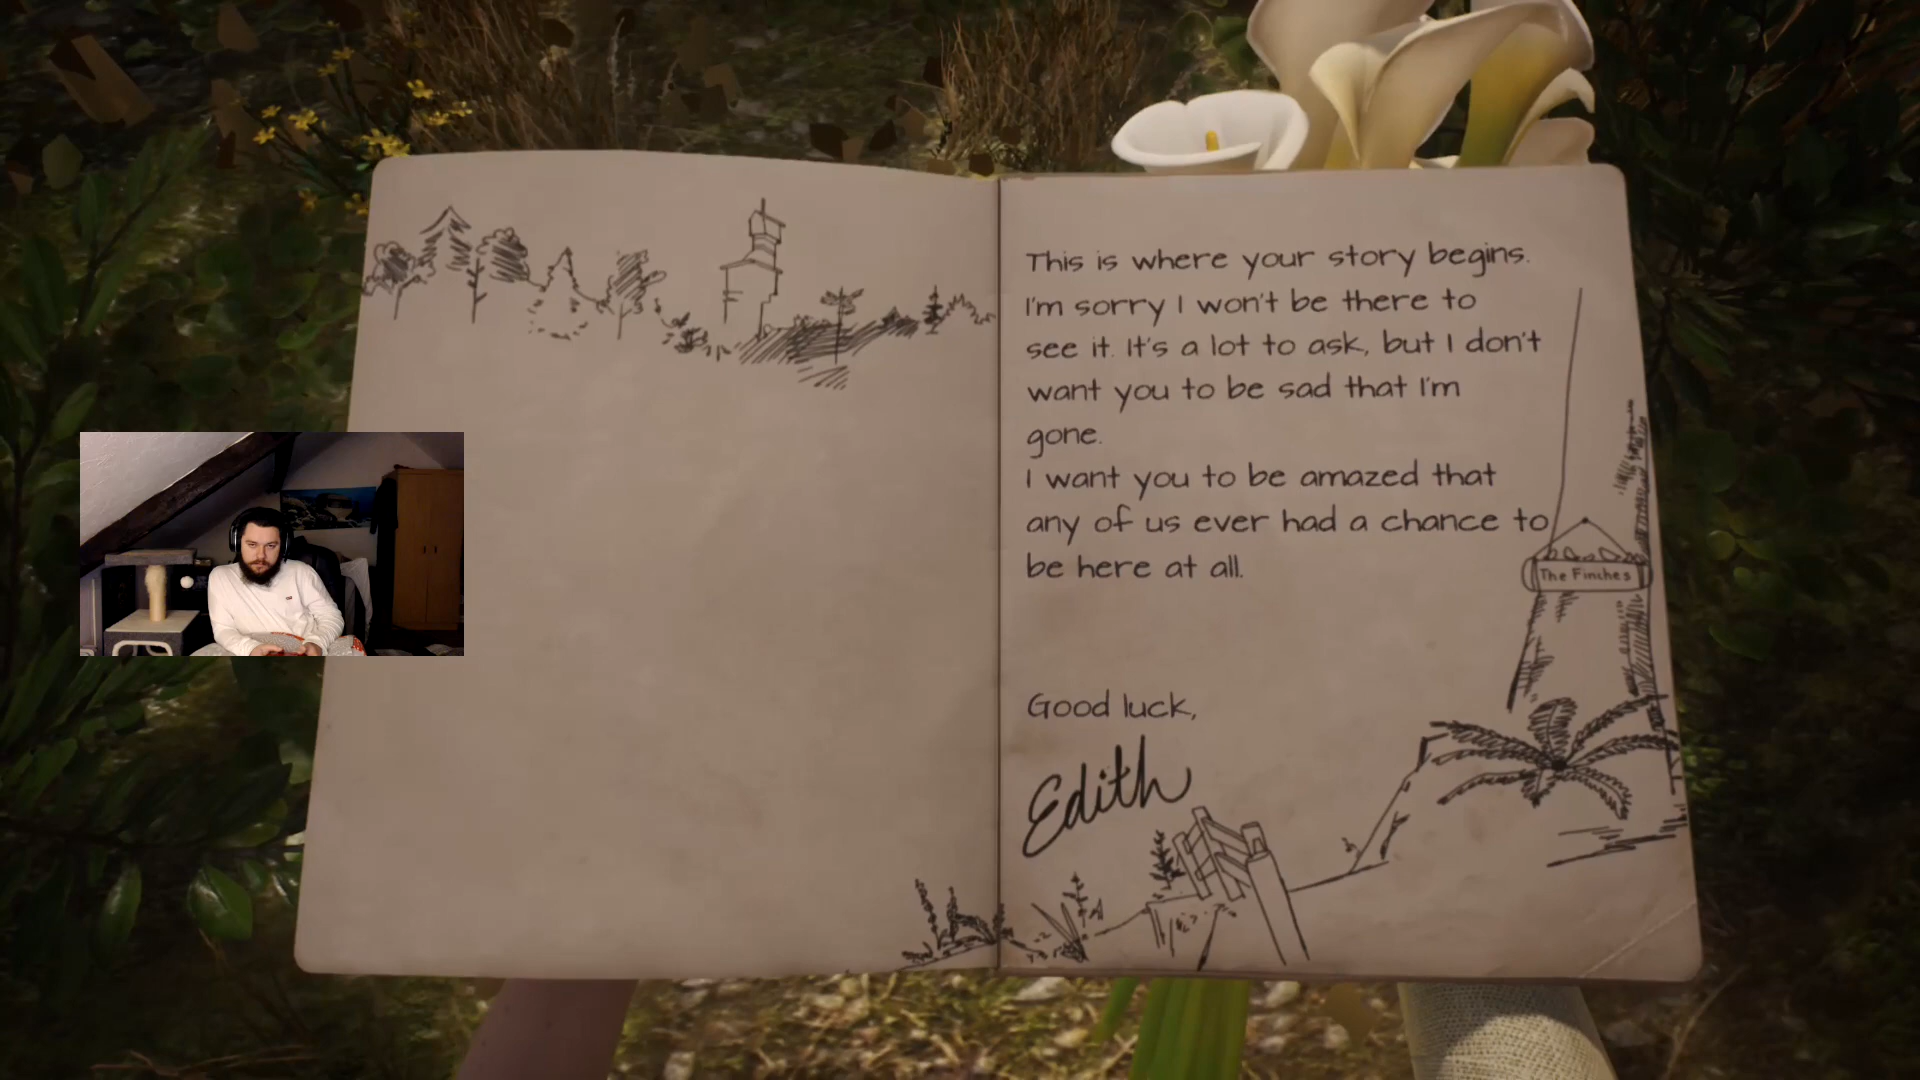 This is where your story begins.
I'm sorry I won't be there to
see it. It's a lot to ask, but I don't
want you to be sad that I'm
gone.
I want you to be amazed that
any of us ever had a chance to
be here at all.
The Finches
Good luck,
Edith